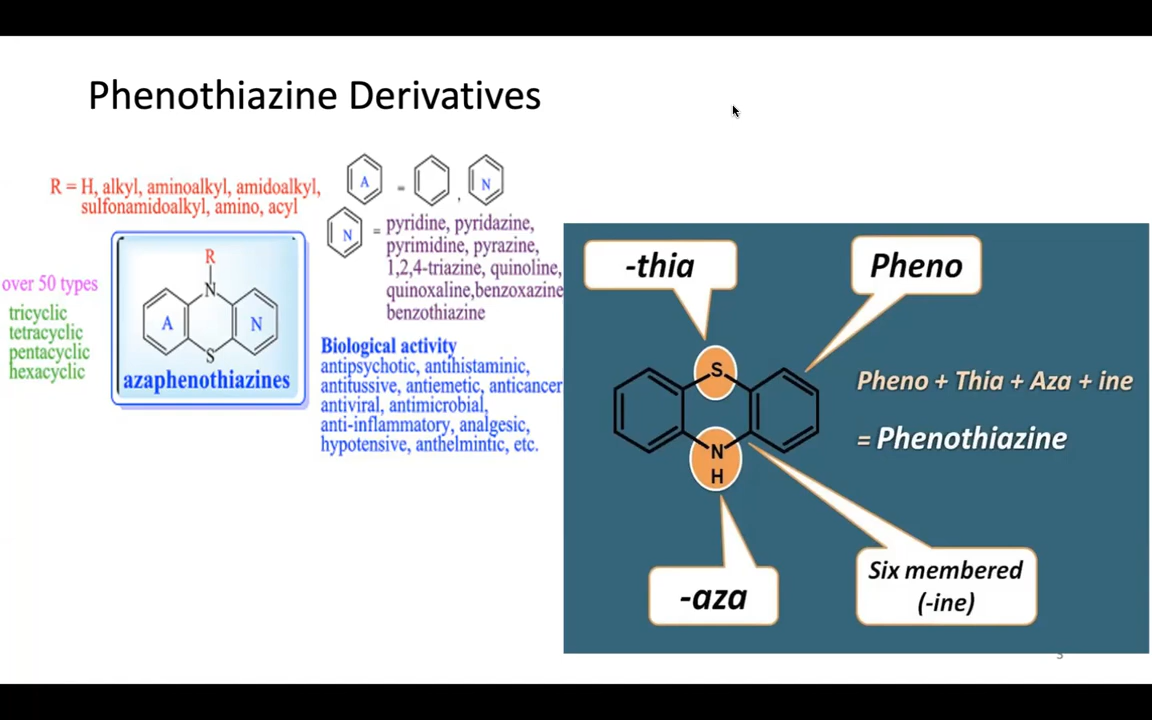 Phenothiazine Derivatives
R = H, alkyl, aminoalkyl, amidoalkyl,
sulfonamidoalkyl, amino, acyl
A = , N
N = pyridine, pyridazine,
pyrimidine, pyrazine,
1,2,4-triazine, quinoline,
quinoxaline,benzoxazine
benzothiazine
over 50 types
tricyclic
tetracyclic
pentacyclic
hexacyclic
R
N
A N
S
azaphenothiazines
Biological activity
antipsychotic, antihistaminic,
antitussive, antiemetic, anticancer
antiviral, antimicrobial,
anti-inflammatory, analgesic,
hypotensive, anthelmintic, etc.
-thia
Pheno
S
N
H
Pheno + Thia + Aza + ine
= Phenothiazine
-aza
Six membered
(-ine)
3